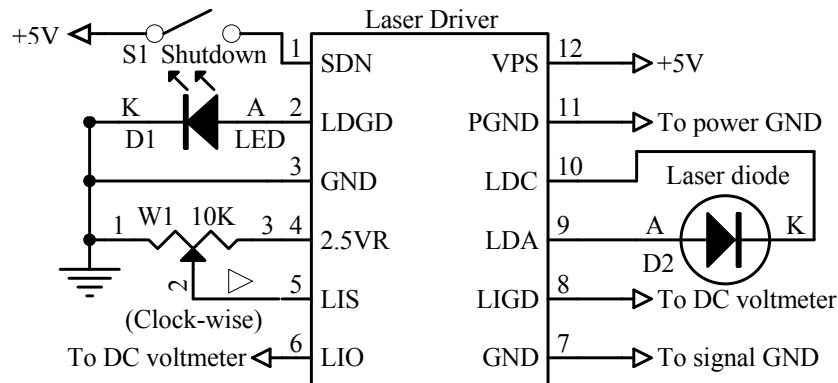 Laser Driver
+5V S1 Shutdown 1 SDN VPS 12 +5V
K D1 A LED 2 LDGD PGND 11 To power GND
3 GND LDC 10 Laser diode
1 W1 10K 3 4 2.5VR LDA 9 A D2 K
2 (Clock-wise) 5 LIS LIGD 8 To DC voltmeter
To DC voltmeter 6 LIO GND 7 To signal GND